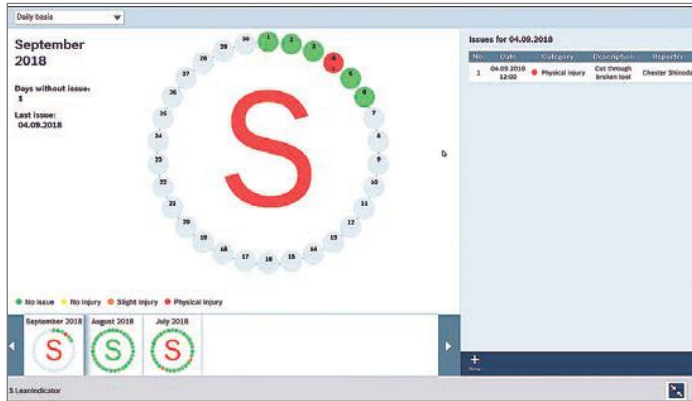 Daily basis
September
2018
Days without issue:
1
Last issue:
04.09.2018
1
2
3
4
5
6
7
8
9
10
11
12
13
14
15
16
17
18
19
20
21
22
23
24
25
26
27
28
29
30
S
No issue
No injury
Slight injury
Physical injury
September 2018
August 2018
July 2018
S
S
S
S LeanIndicator
Issues for 04.09.2018
No. Date Category Description Reporter
1 04.09.2018 12:00 Physical injury Cut through broken tool Chester Shinoda
+
New